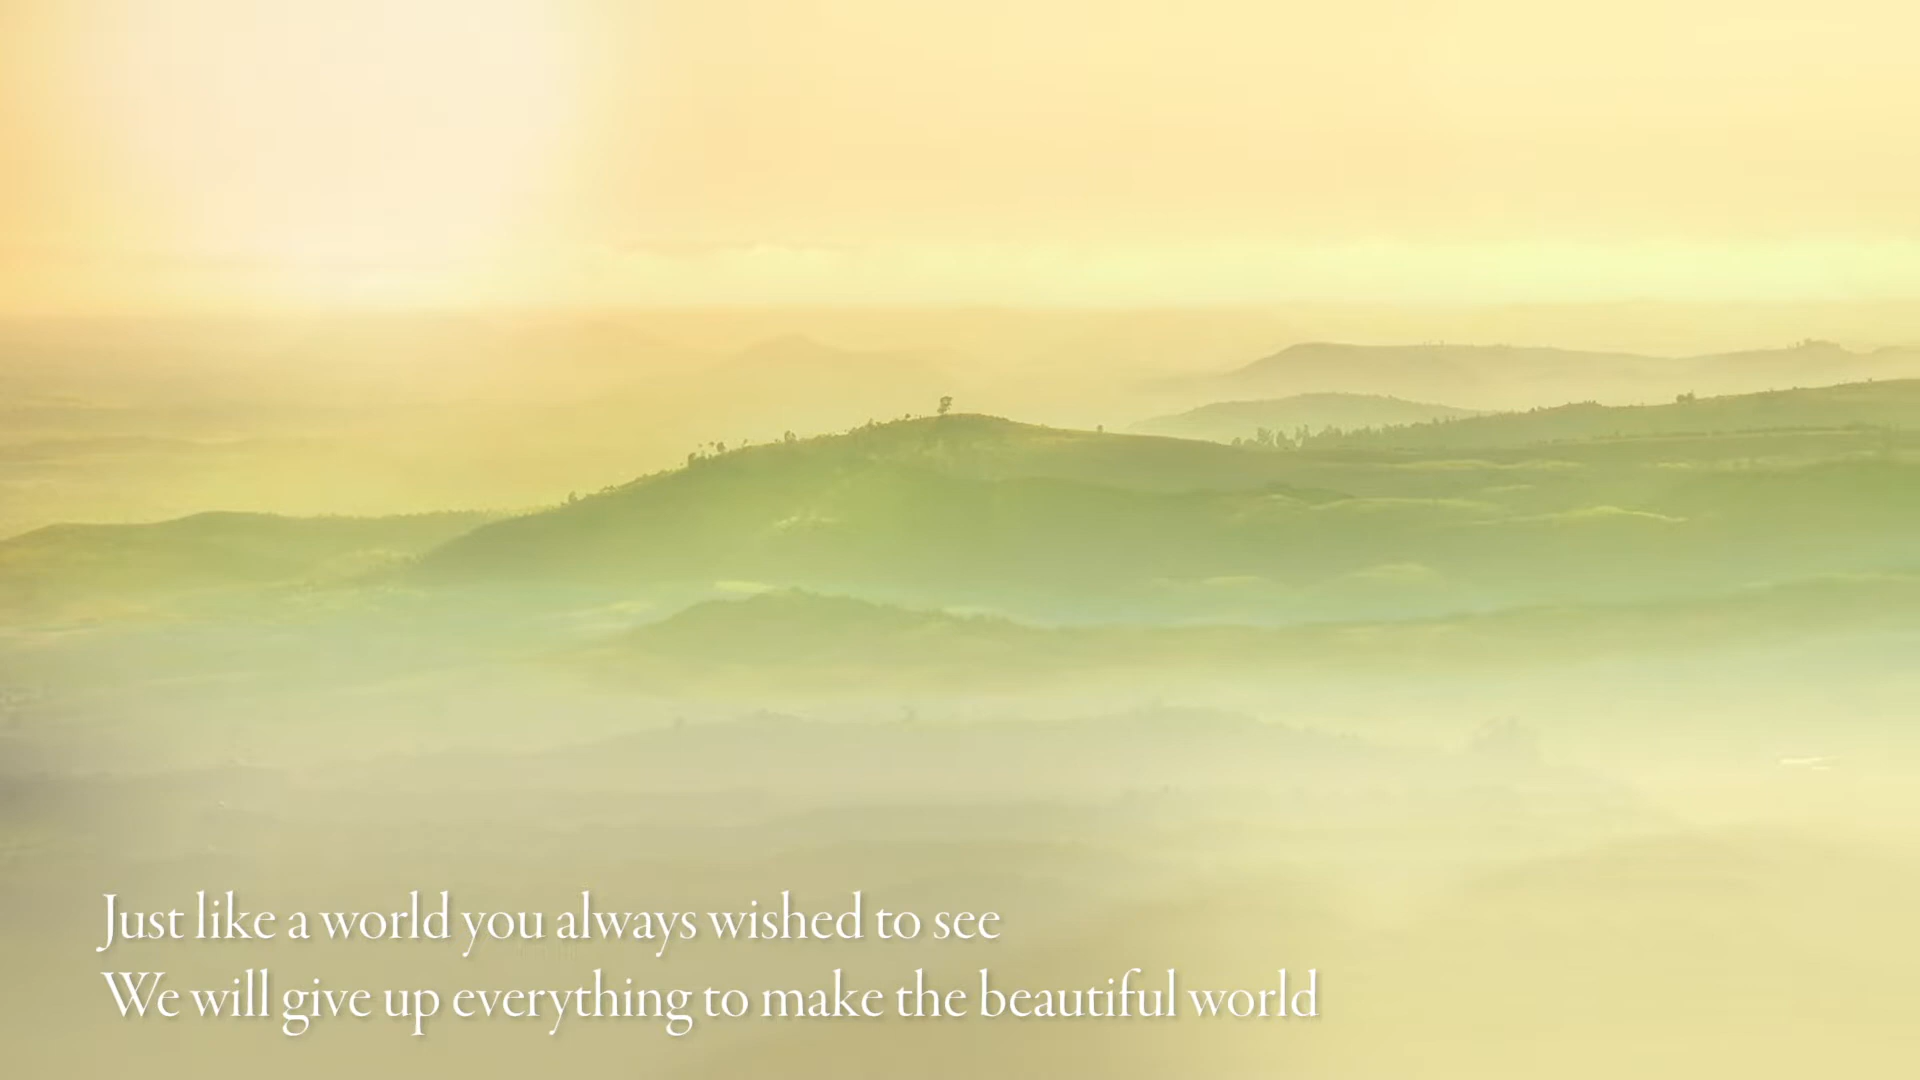 Just like a world you always wished to see
We will give up everything to make the beautiful world